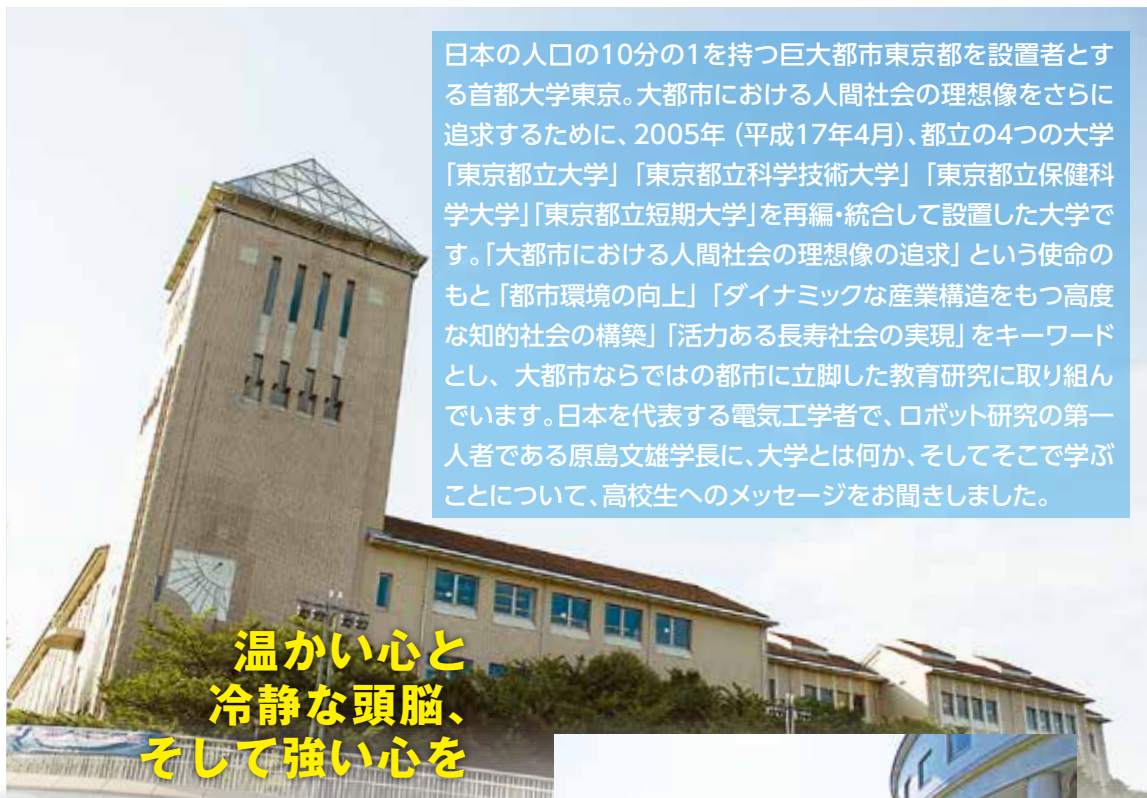 日本の人口の10分の1を持つ巨大都市東京都を設置者とす
る首都大学東京。大都市における人間社会の理想像をさらに
追求するために、2005年（平成17年4月）、都立の4つの大学
「東京都立大学」「東京都立科学技術大学」「東京都立保健科
学大学」「東京都立短期大学」を再編・統合して設置した大学で
す。「大都市における人間社会の理想像の追求」という使命の
もと「都市環境の向上」「ダイナミックな産業構造をもつ高度
な知的社会の構築」「活力ある長寿社会の実現」をキーワード
とし、大都市ならではの都市に立脚した教育研究に取り組ん
でいます。日本を代表する電気工学者で、ロボット研究の第一
人者である原島文雄学長に、大学とは何か、そしてそこで学ぶ
ことについて、高校生へのメッセージをお聞きしました。
温かい心と
冷静な頭脳、
そして強い心を